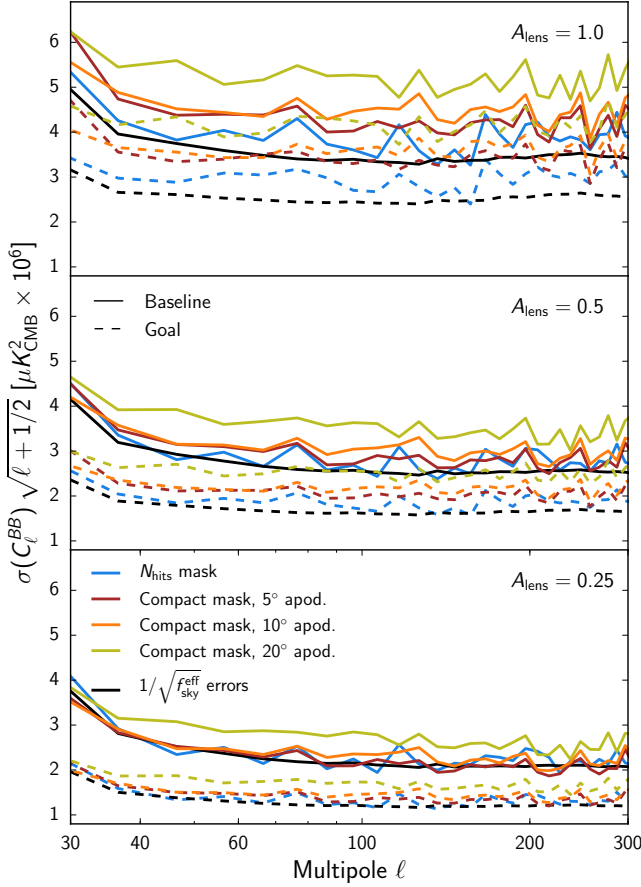 A_lens = 1.0
6
5
4
3
2
1
Baseline
Goal
A_lens = 0.5
6
5
4
3
2
1
σ(C_ℓ^BB) √ℓ + 1/2 [μK²_CMB × 10⁶]
N_hits mask
Compact mask, 5° apod.
Compact mask, 10° apod.
Compact mask, 20° apod.
1/√f_sky^eff errors
A_lens = 0.25
6
5
4
3
2
1
30 40 60 100 200 300
Multipole ℓ